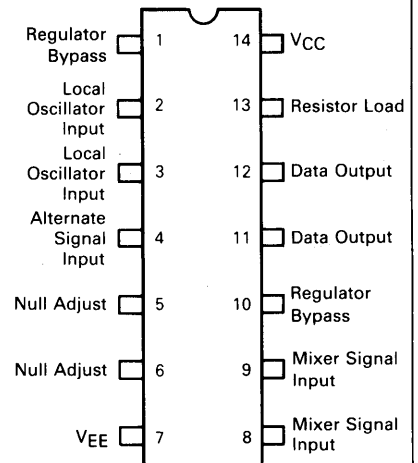 Regulator
Bypass
1
14
VCC
Local
Oscillator
Input
2
13
Resistor Load
Local
Oscillator
Input
3
12
Data Output
Alternate
Signal
Input
4
11
Data Output
Null Adjust
5
10
Regulator
Bypass
Null Adjust
6
9
Mixer Signal
Input
VEE
7
8
Mixer Signal
Input